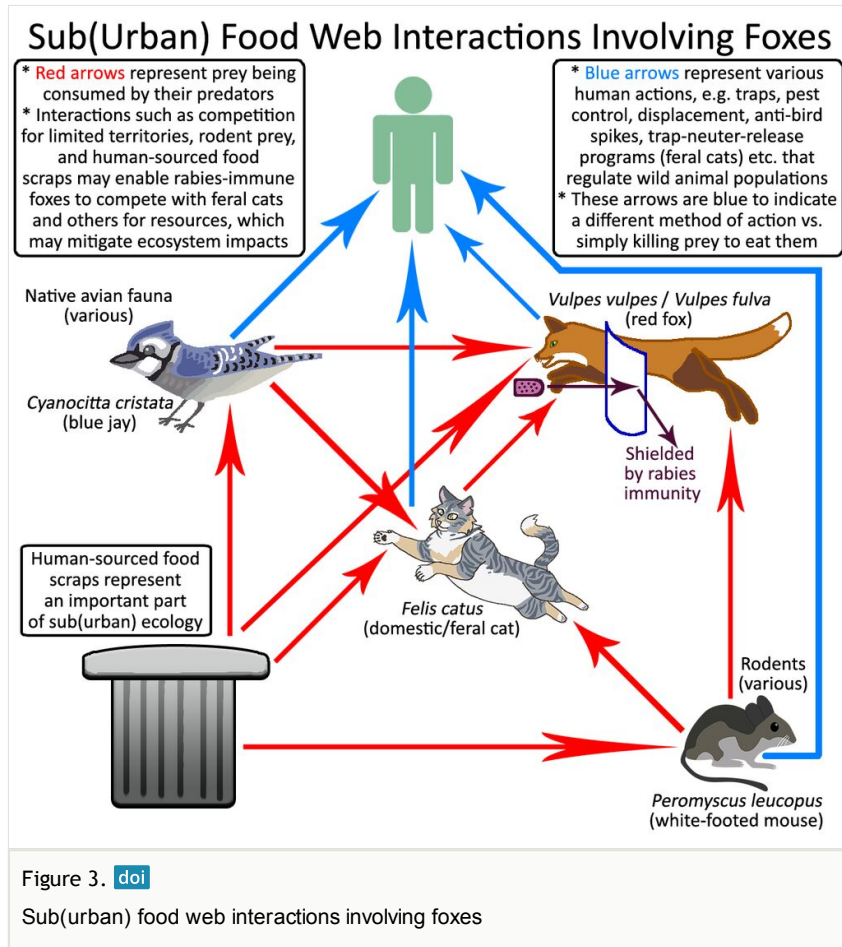 Sub(Urban) Food Web Interactions Involving Foxes
* Red arrows represent prey being
consumed by their predators
* Interactions such as competition
for limited territories, rodent prey,
and human-sourced food
scraps may enable rabies-immune
foxes to compete with feral cats
and others for resources, which
may mitigate ecosystem impacts
* Blue arrows represent various
human actions, e.g. traps, pest
control, displacement, anti-bird
spikes, trap-neuter-release
programs (feral cats) etc. that
regulate wild animal populations
* These arrows are blue to indicate
a different method of action vs.
simply killing prey to eat them
Native avian fauna
(various)
Cyanocitta cristata
(blue jay)
Vulpes vulpes / Vulpes fulva
(red fox)
Shielded
by rabies
immunity
Human-sourced food
scraps represent
an important part
of sub(urban) ecology
Felis catus
(domestic/feral cat)
Rodents
(various)
Peromyscus leucopus
(white-footed mouse)
Figure 3. doi
Sub(urban) food web interactions involving foxes